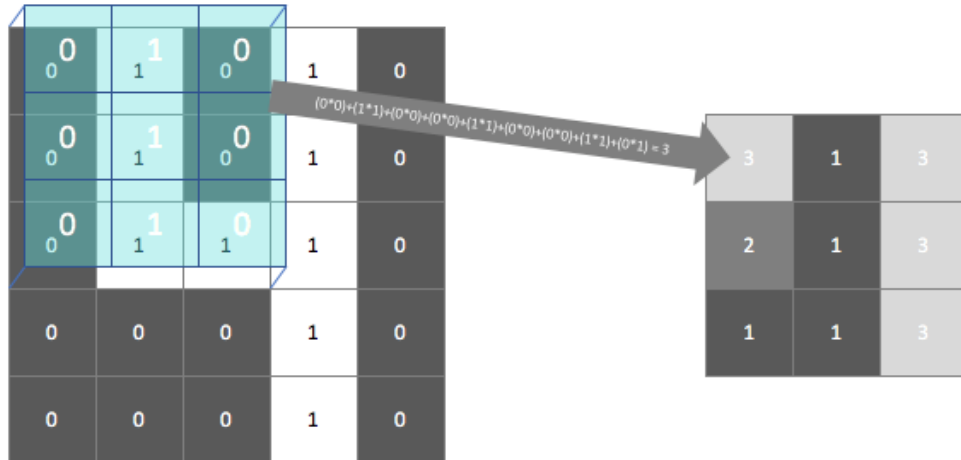 0 0 1 1 0 0 1 0
(0*0)+(1*1)+(0*0)+(0*0)+(1*1)+(0*0)+(0*0)+(1*1)+(0*1) = 3
0 0 1 1 0 0 1 0 3 1 3
0 0 1 1 0 1 1 0 2 1 3
0 0 0 1 0 1 1 3
0 0 0 1 0